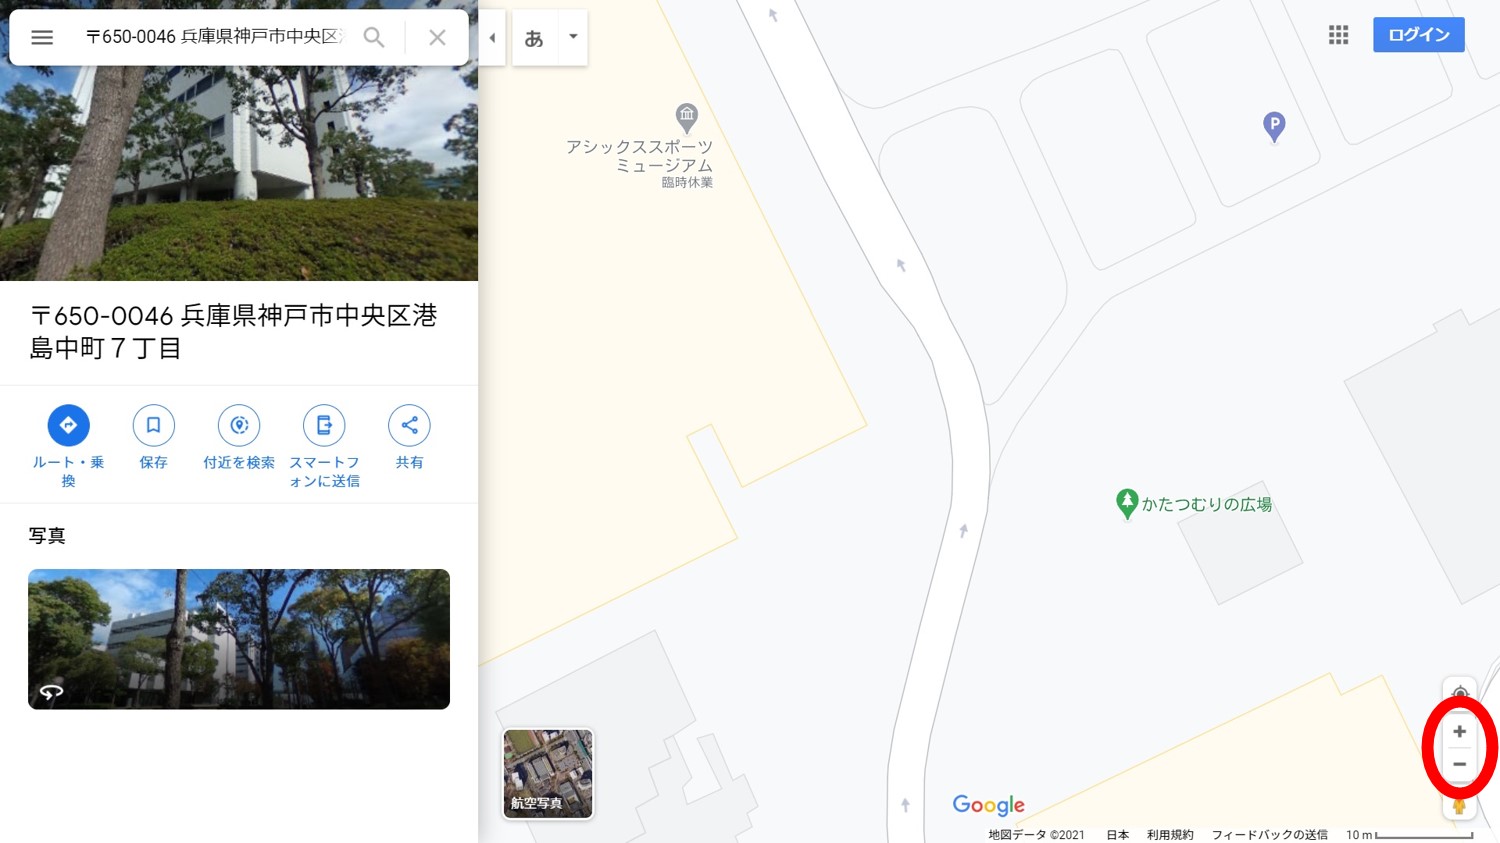 〒650-0046 兵庫県神戸市中央区
あ
ログイン
アシックススポーツ
ミュージアム
臨時休業
P
〒650-0046 兵庫県神戸市中央区港
島中町７丁目
ルート・乗
換
保存
付近を検索
スマートフ
ォンに送信
共有
写真
かたつむりの広場
航空写真
Google
地図データ ©2021 日本 利用規約 フィードバックの送信 10 m